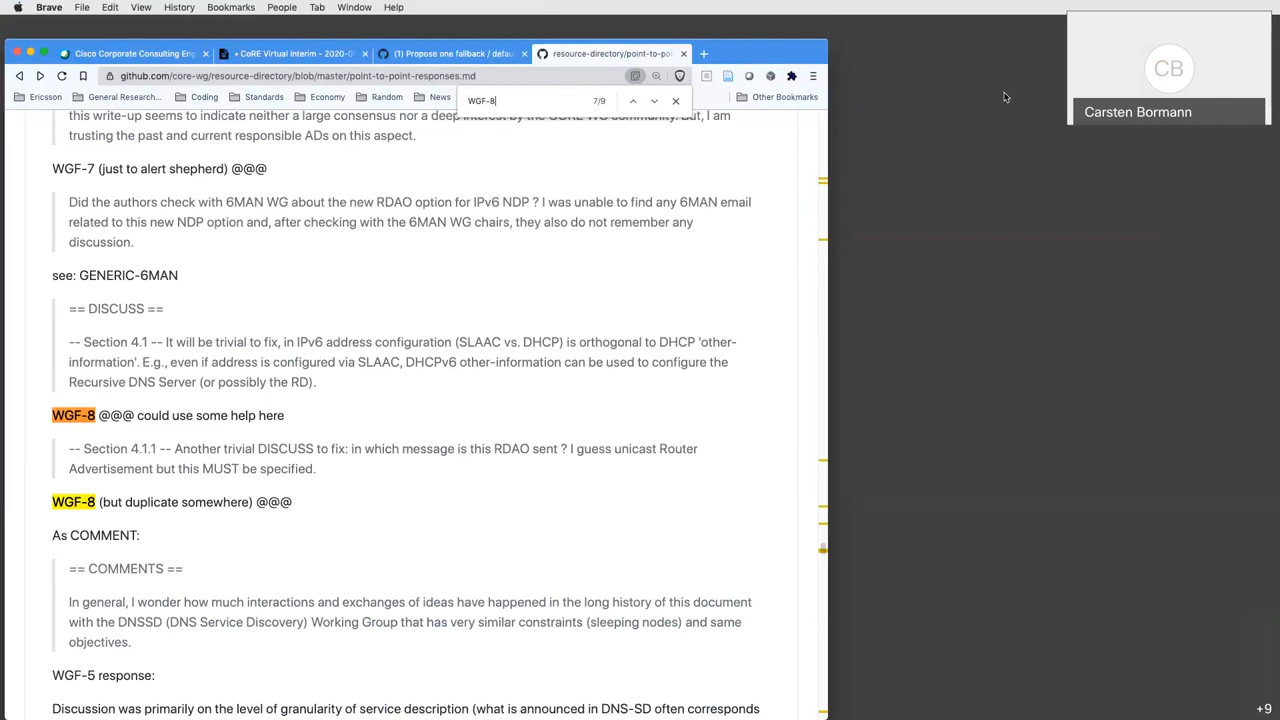 Brave File Edit View History Bookmarks People Tab Window Help
Cisco Corporate Consulting Eng
• CoRE Virtual interim - 2020-0
(1) Propose one fallback / defau
resource-directory/point-to-poi
github.com/core-wg/resource-directory/blob/master/point-to-point-responses.md
Ericsson General Research... Coding Standards Economy Random News Other Bookmarks
WGF-8 7/9
this write-up seems to indicate neither a large consensus nor a deep interest by the CORE WG community. But, I am
trusting the past and current responsible ADs on this aspect.
WGF-7 (just to alert shepherd) @@@
Did the authors check with 6MAN WG about the new RDAO option for IPv6 NDP ? I was unable to find any 6MAN email
related to this new NDP option and, after checking with the 6MAN WG chairs, they also do not remember any
discussion.
see: GENERIC-6MAN
== DISCUSS ==
-- Section 4.1 -- It will be trivial to fix, in IPv6 address configuration (SLAAC vs. DHCP) is orthogonal to DHCP 'other-
information'. E.g., even if address is configured via SLAAC, DHCPv6 other-information can be used to configure the
Recursive DNS Server (or possibly the RD).
WGF-8 @@@ could use some help here
-- Section 4.1.1 -- Another trivial DISCUSS to fix: in which message is this RDAO sent ? I guess unicast Router
Advertisement but this MUST be specified.
WGF-8 (but duplicate somewhere) @@@
As COMMENT:
== COMMENTS ==
In general, I wonder how much interactions and exchanges of ideas have happened in the long history of this document
with the DNSSD (DNS Service Discovery) Working Group that has very similar constraints (sleeping nodes) and same
objectives.
WGF-5 response:
Discussion was primarily on the level of granularity of service description (what is announced in DNS-SD often corresponds
CB
Carsten Bormann
+9